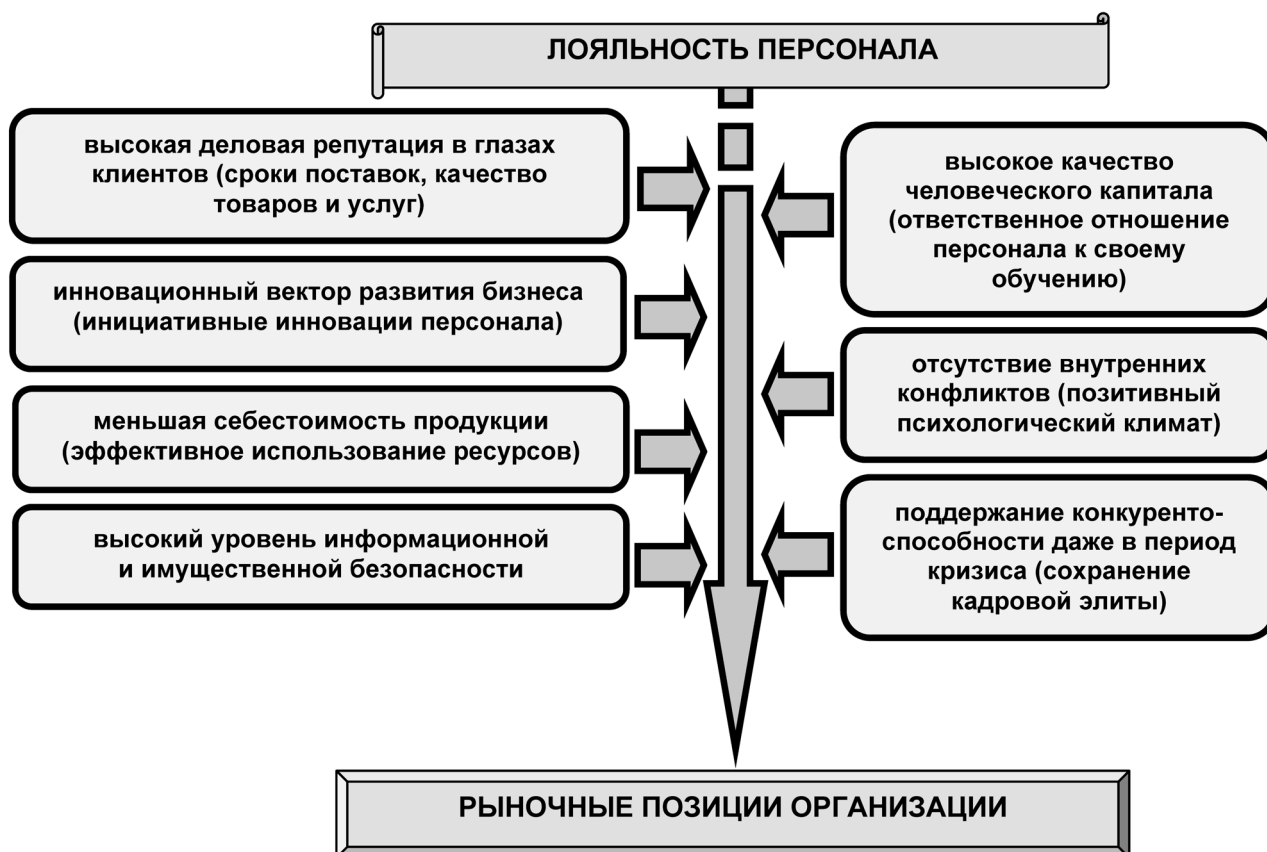 ЛОЯЛЬНОСТЬ ПЕРСОНАЛА
высокая деловая репутация в глазах
клиентов (сроки поставок, качество
товаров и услуг)
инновационный вектор развития бизнеса
(инициативные инновации персонала)
меньшая себестоимость продукции
(эффективное использование ресурсов)
высокий уровень информационной
и имущественной безопасности
высокое качество
человеческого капитала
(ответственное отношение
персонала к своему
обучению)
отсутствие внутренних
конфликтов (позитивный
психологический климат)
поддержание конкуренто-
способности даже в период
кризиса (сохранение
кадровой элиты)
РЫНОЧНЫЕ ПОЗИЦИИ ОРГАНИЗАЦИИ